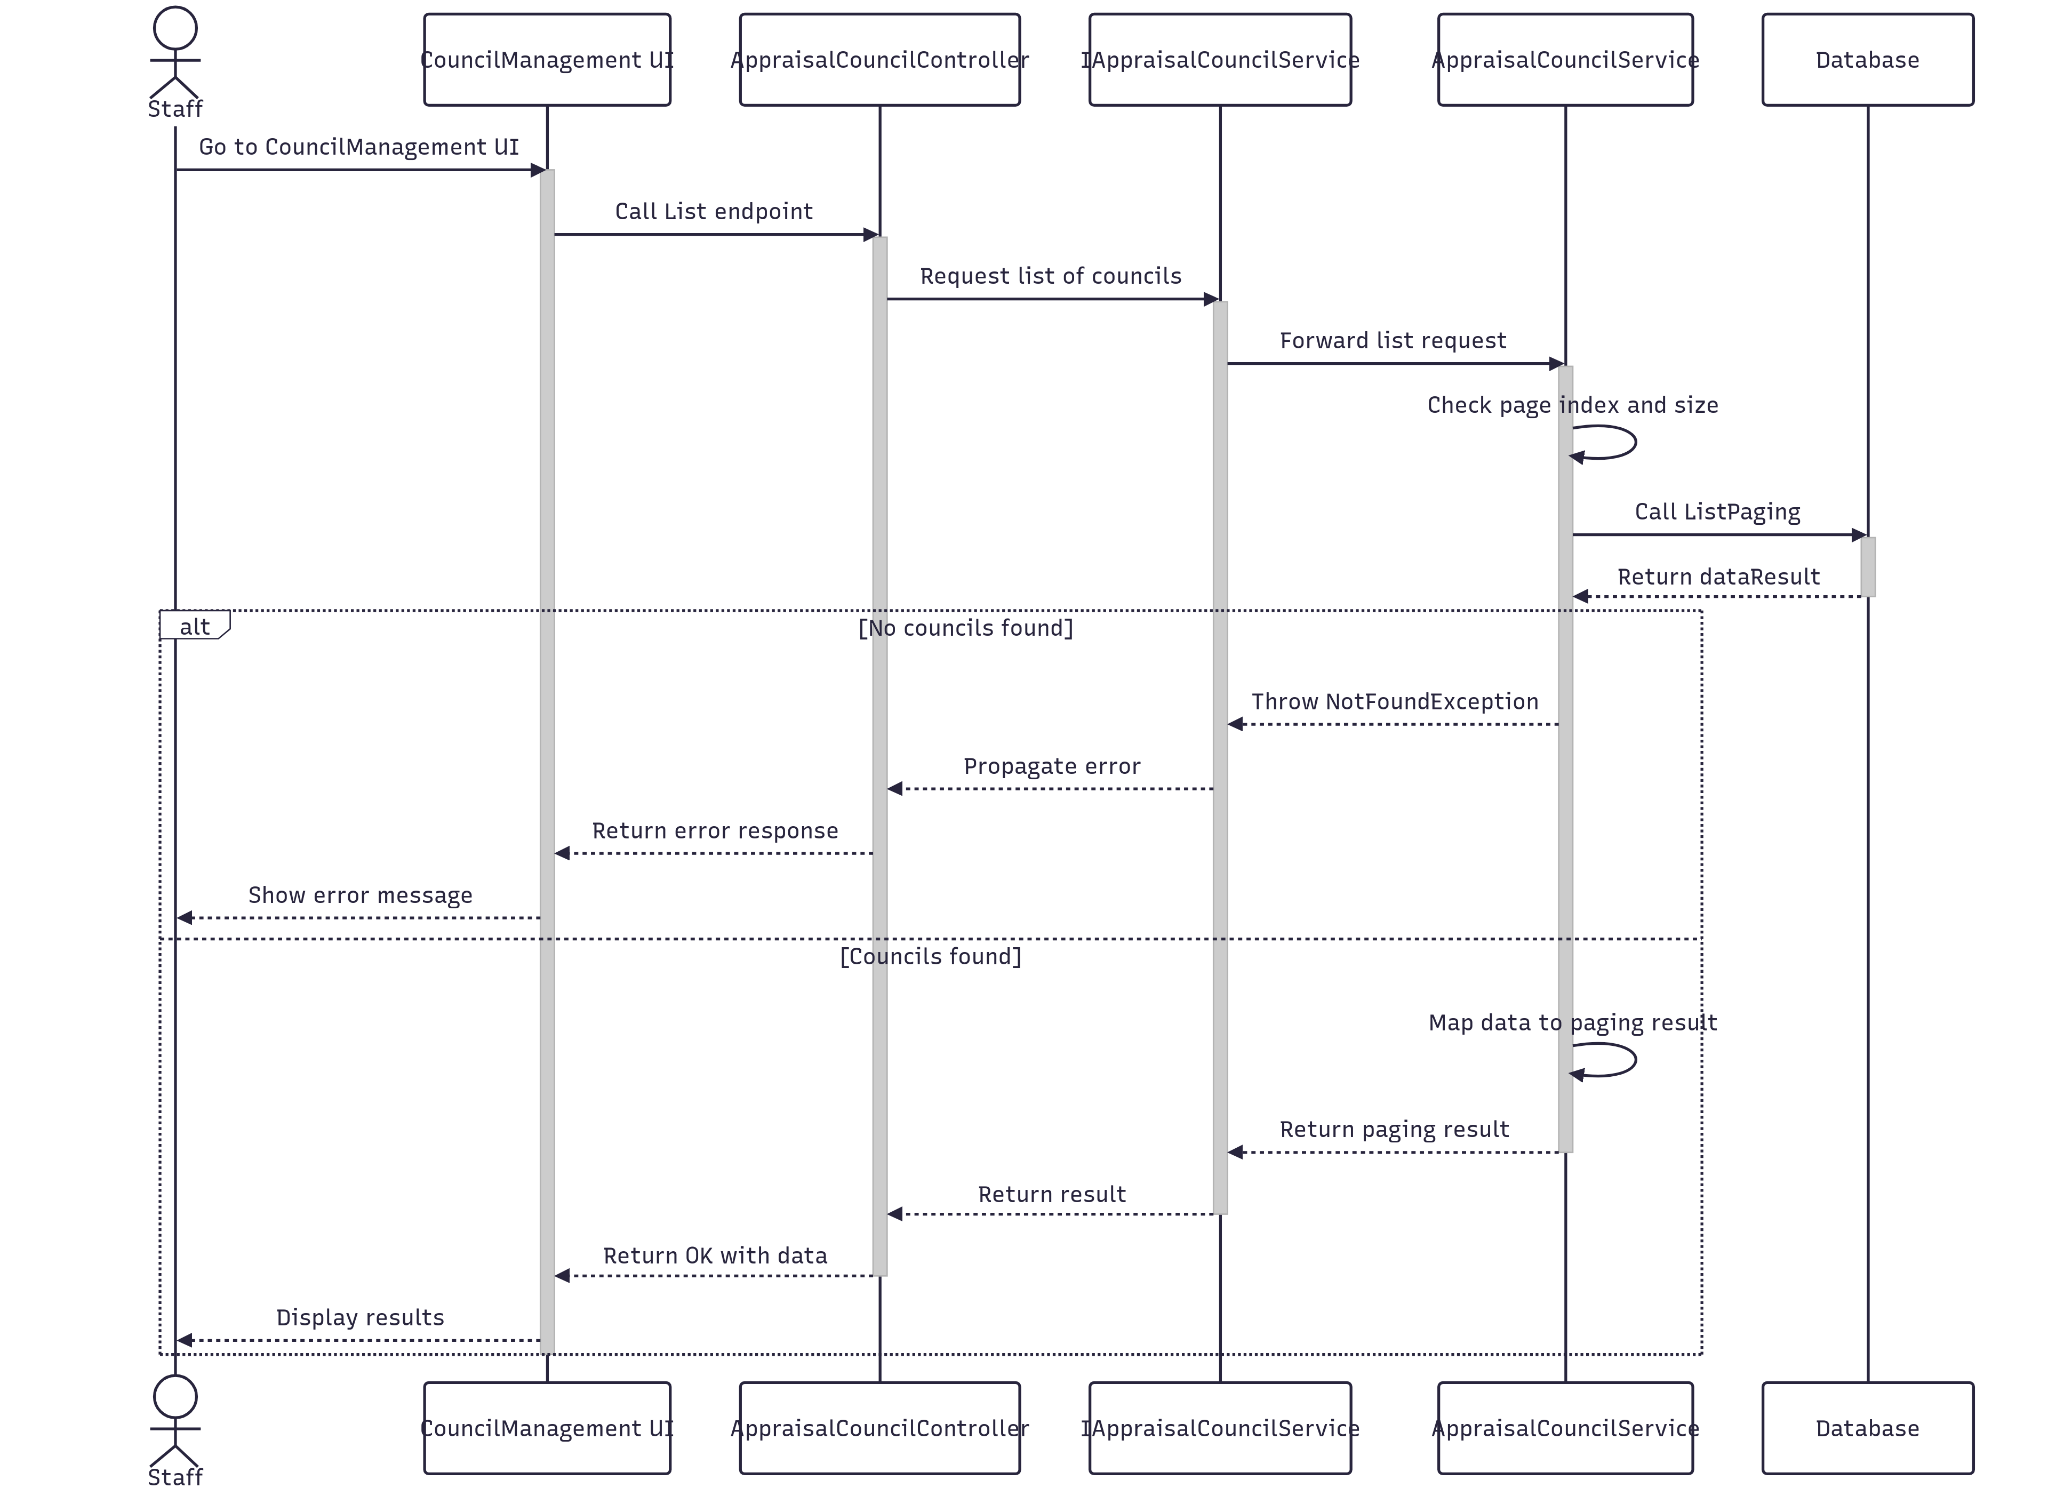 CouncilManagement UI
AppraisalCouncilController
IAppraisalCouncilService
AppraisalCouncilService
Database
Staff
Go to CouncilManagement UI
Call List endpoint
Request list of councils
Forward list request
Check page index and size
Call ListPaging
Return dataResult
alt
[No councils found]
Throw NotFoundException
Propagate error
Return error response
Show error message
[Councils found]
Map data to paging result
Return paging result
Return result
Return OK with data
Display results
CouncilManagement UI
AppraisalCouncilController
IAppraisalCouncilService
AppraisalCouncilService
Database
Staff